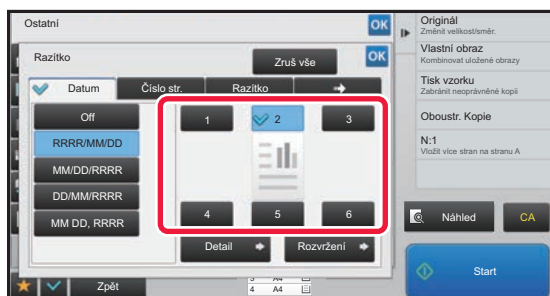 Ostatní
OK
Razítko
Zruš vše
OK
Datum
Číslo str.
Razítko
Off
RRRR/MM/DD
MM/DD/RRRR
DD/MM/RRRR
MM DD, RRRR
1
2
3
4
5
6
Detail
Rozvržení
Zpět
A4
4 A4
Originál
Změnit velikost/směr.
Vlastní obraz
Kombinovat uložené obrazy
Tisk vzorku
Zabránit neoprávněné kopii
Oboustr. Kopie
N:1
Vložit více stran na stranu A
Náhled
CA
Start